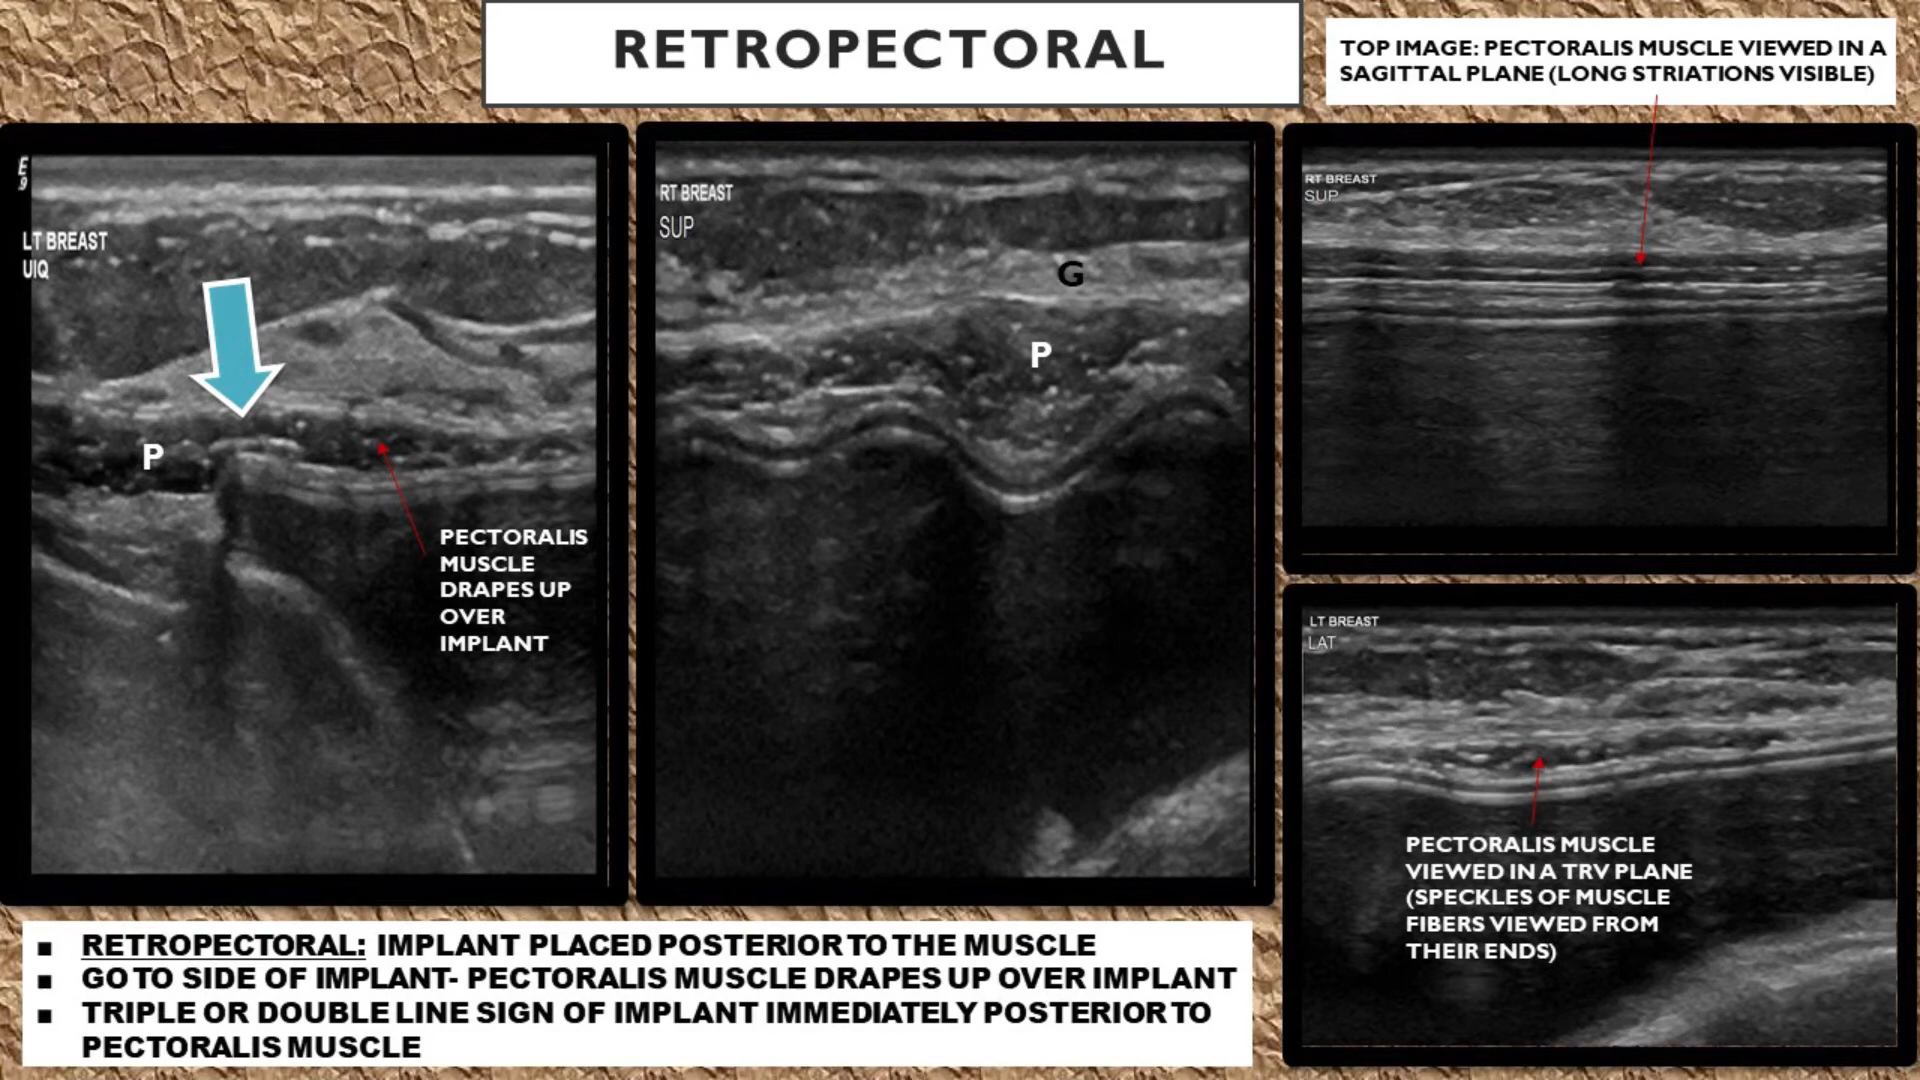 RETROPECTORAL
TOP IMAGE: PECTORALIS MUSCLE VIEWED IN A
SAGITTAL PLANE (LONG STRIATIONS VISIBLE)
E
9
LT BREAST
UIQ
P
PECTORALIS
MUSCLE
DRAPES UP
OVER
IMPLANT
RT BREAST
SUP
G
P
RT BREAST
SUP
LT BREAST
LAT
PECTORALIS MUSCLE
VIEWED IN A TRV PLANE
(SPECKLES OF MUSCLE
FIBERS VIEWED FROM
THEIR ENDS)
▪ RETROPECTORAL: IMPLANT PLACED POSTERIOR TO THE MUSCLE
▪ GO TO SIDE OF IMPLANT- PECTORALIS MUSCLE DRAPES UP OVER IMPLANT
▪ TRIPLE OR DOUBLE LINE SIGN OF IMPLANT IMMEDIATELY POSTERIOR TO
PECTORALIS MUSCLE